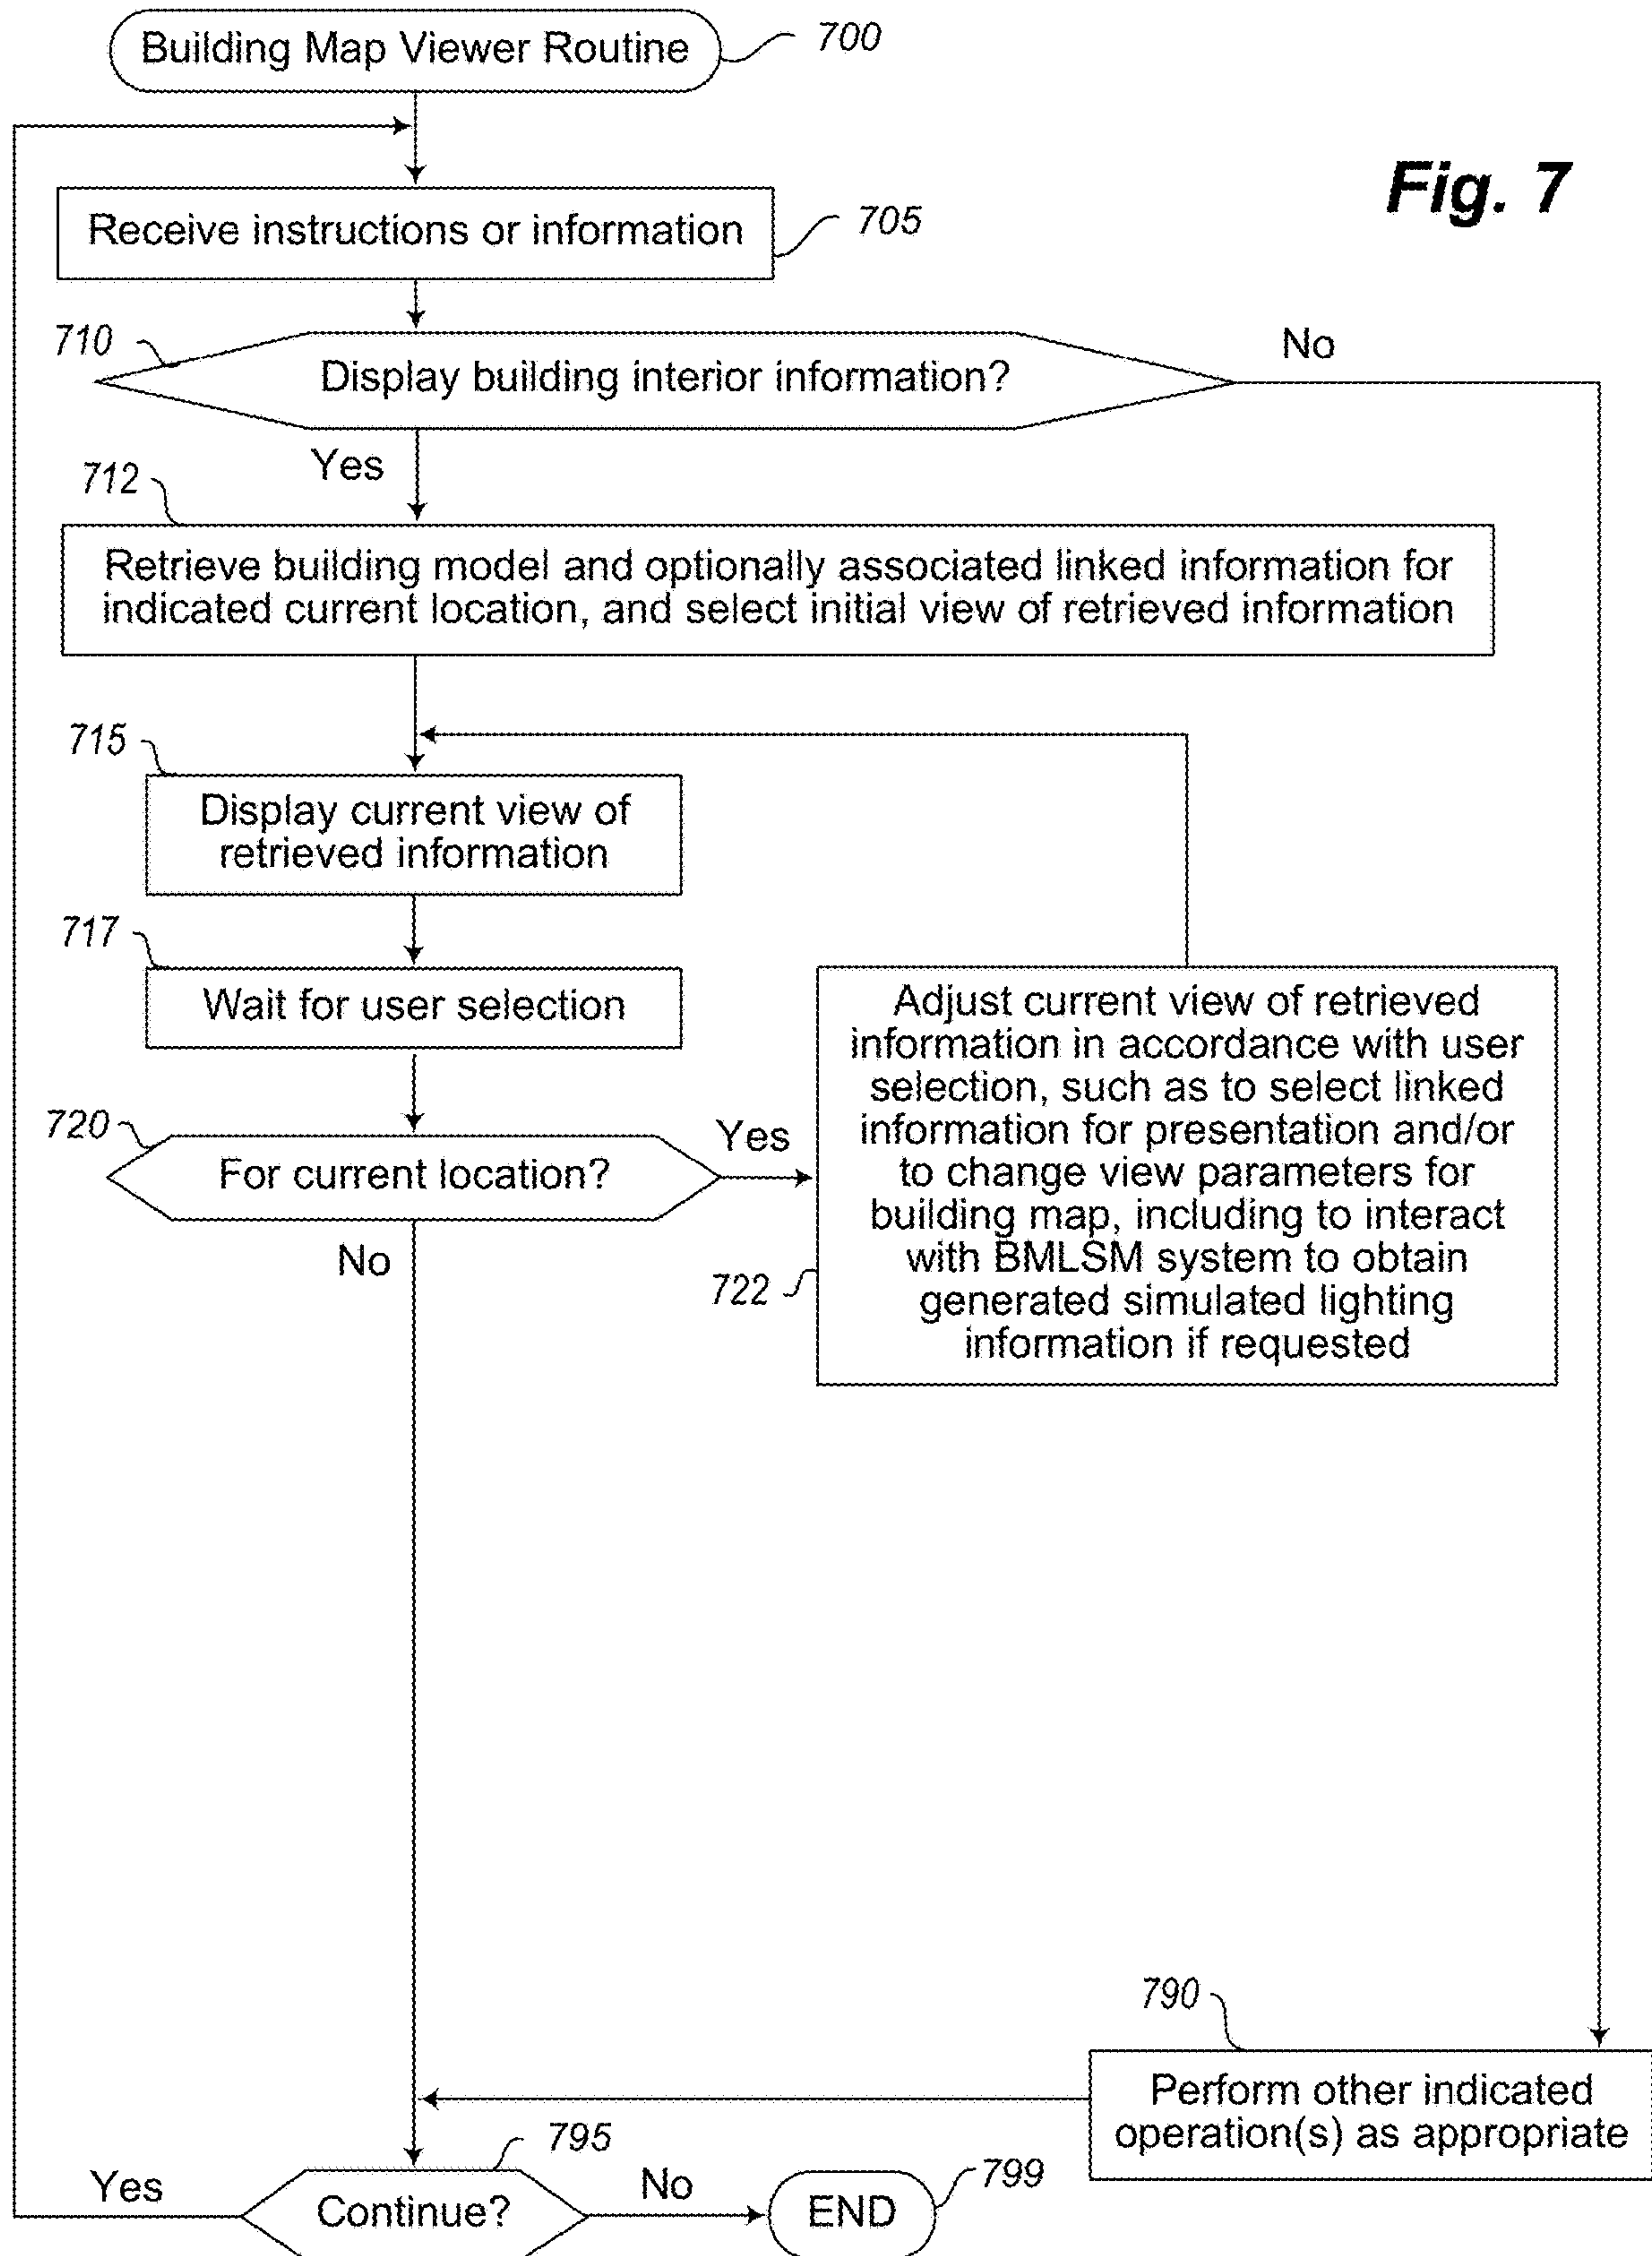 Building Map Viewer Routine
700
Fig. 7
Receive instructions or information
705
710
Display building interior information?
No
Yes
712
Retrieve building model and optionally associated linked information for
indicated current location, and select initial view of retrieved information
715
Display current view of
retrieved information
717
Wait for user selection
720
For current location?
Yes
No
Adjust current view of retrieved
information in accordance with user
selection, such as to select linked
information for presentation and/or
to change view parameters for
building map, including to interact
with BMLSM system to obtain
generated simulated lighting
information if requested
722
790
Perform other indicated
operation(s) as appropriate
795
Continue?
Yes
No
END
799